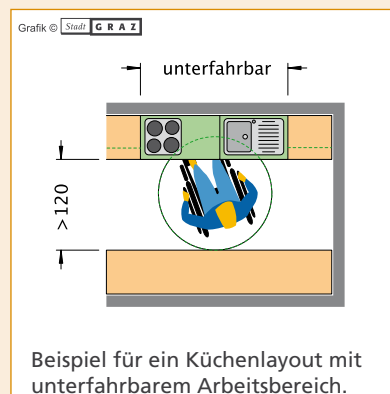 Grafik © Stadt GRAZ
unterfahrbar
>120
Beispiel für ein Küchenlayout mit
unterfahrbarem Arbeitsbereich.